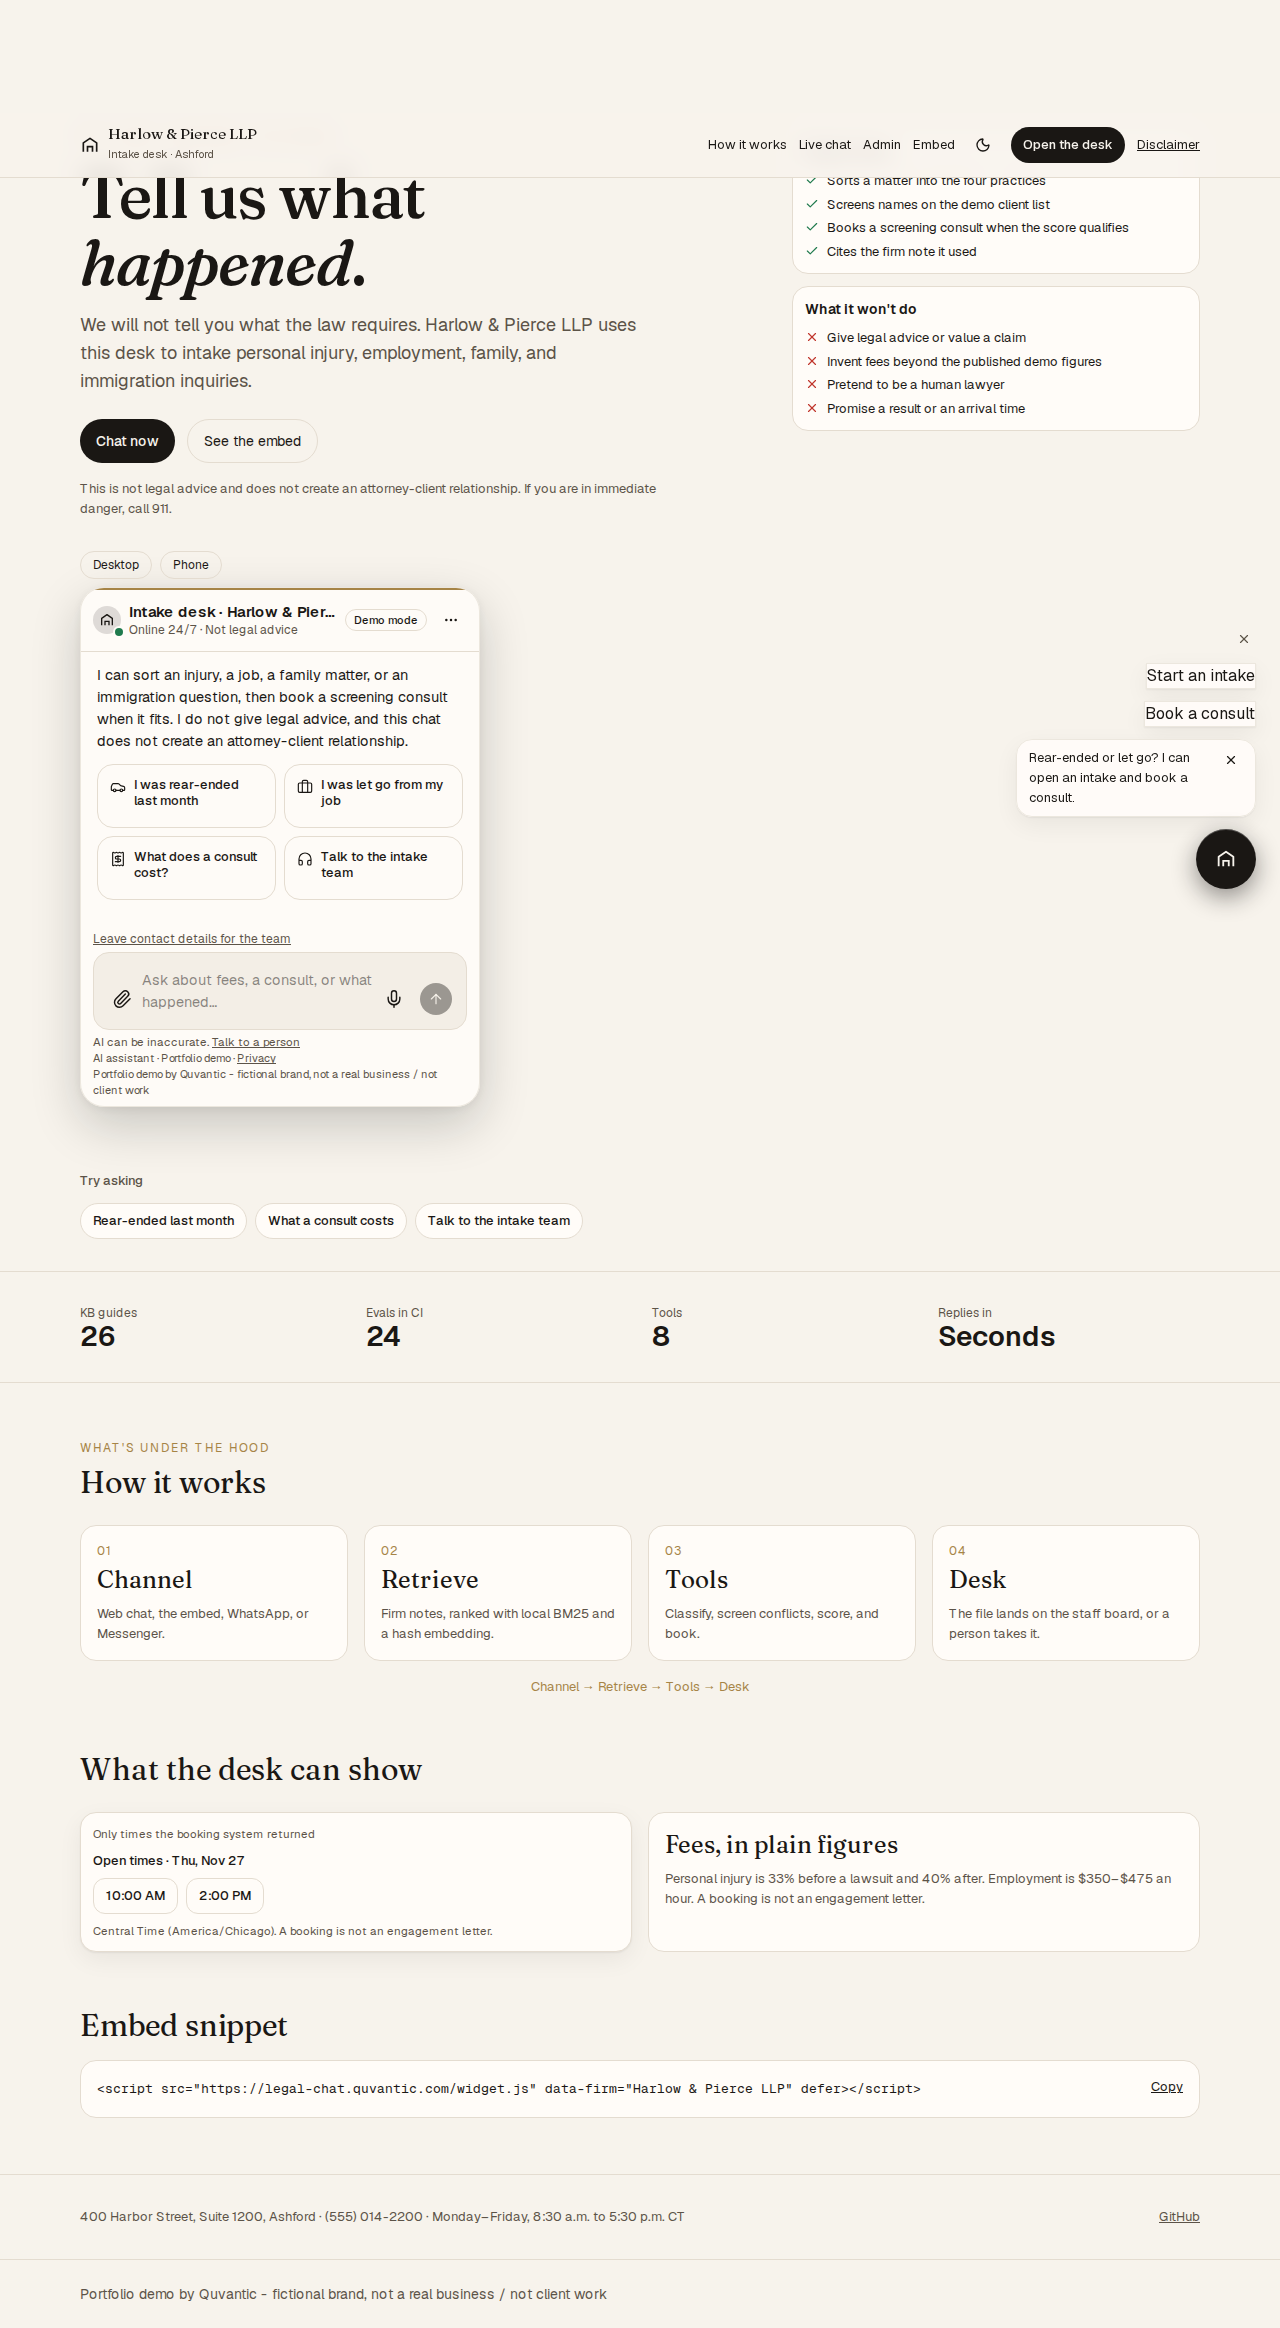 Harlow & Pierce LLP
Intake desk · Ashford
How it works
Live chat
Admin
Embed
Open the desk
Disclaimer
Tell us what
happened.
We will not tell you what the law requires. Harlow & Pierce LLP uses
this desk to intake personal injury, employment, family, and
immigration inquiries.
Chat now
See the embed
This is not legal advice and does not create an attorney-client relationship. If you are in immediate
danger, call 911.
Sorts a matter into the four practices
Screens names on the demo client list
Books a screening consult when the score qualifies
Cites the firm note it used
What it won't do
Give legal advice or value a claim
Invent fees beyond the published demo figures
Pretend to be a human lawyer
Promise a result or an arrival time
Desktop
Phone
Intake desk · Harlow & Pier...
Online 24/7 · Not legal advice
Demo mode
I can sort an injury, a job, a family matter, or an
immigration question, then book a screening consult
when it fits. I do not give legal advice, and this chat
does not create an attorney-client relationship.
I was rear-ended
last month
I was let go from my
job
What does a consult
cost?
Talk to the intake
team
Leave contact details for the team
Ask about fees, a consult, or what
happened...
AI can be inaccurate. Talk to a person
AI assistant · Portfolio demo · Privacy
Portfolio demo by Quvantic - fictional brand, not a real business / not
client work
Start an intake
Book a consult
Rear-ended or let go? I can
open an intake and book a
consult.
Try asking
Rear-ended last month
What a consult costs
Talk to the intake team
KB guides
26
Evals in CI
24
Tools
8
Replies in
Seconds
WHAT'S UNDER THE HOOD
How it works
01
Channel
Web chat, the embed, WhatsApp, or
Messenger.
02
Retrieve
Firm notes, ranked with local BM25 and
a hash embedding.
03
Tools
Classify, screen conflicts, score, and
book.
04
Desk
The file lands on the staff board, or a
person takes it.
Channel → Retrieve → Tools → Desk
What the desk can show
Only times the booking system returned
Open times · Thu, Nov 27
10:00 AM
2:00 PM
Central Time (America/Chicago). A booking is not an engagement letter.
Fees, in plain figures
Personal injury is 33% before a lawsuit and 40% after. Employment is $350–$475 an
hour. A booking is not an engagement letter.
Embed snippet
<script src="https://legal-chat.quvantic.com/widget.js" data-firm="Harlow & Pierce LLP" defer></script>
Copy
400 Harbor Street, Suite 1200, Ashford · (555) 014-2200 · Monday–Friday, 8:30 a.m. to 5:30 p.m. CT
GitHub
Portfolio demo by Quvantic - fictional brand, not a real business / not client work